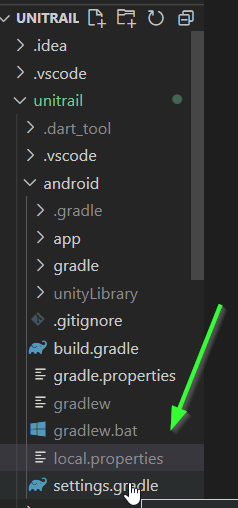 UNITRAIL
.idea
.vscode
unitrail
.dart_tool
.vscode
android
.gradle
app
gradle
unityLibrary
.gitignore
build.gradle
gradle.properties
gradlew
gradlew.bat
local.properties
settings.gradle